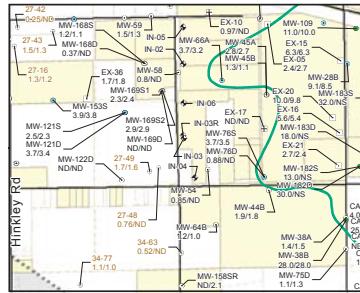 27-42
0.25/ND
MW-168S
1.2/1.1
MW-59
1.5/1.3
IN-05
EX-10
0.97/ND
MW-109
11.0/10.0
27-43
1.5/1.3
MW-168D
0.37/ND
IN-02
MW-66A
3.7/3.2
MW-45A
2.8/2.7
MW-45B
1.3/1.1
EX-15
6.3/6.3
EX-05
2.4/2.7
27-16
1.3/1.2
MW-58
0.8/ND
EX-36
1.7/1.8
MW-169S1
2.3/2.4
EX-20
10.0/9.8
MW-28B
9.1/8.5
MW-183S
32.0/NS
MW-153S
3.9/3.8
IN-06
EX-17
ND/ND
EX-16
5.6/5.4
MW-121S
2.5/2.3
MW-121D
3.7/3.4
MW-169S2
2.9/2.9
MW-169D
ND/ND
IN-03R
MW-76S
3.7/3.5
MW-76D
0.88/ND
MW-183D
18.0/NS
EX-21
2.7/2.4
MW-122D
ND/ND
27-49
1.7/1.6
IN-03
IN-04
MW-182S
13.0/NS
MW-182D
30.0/NS
MW-54
0.85/ND
MW-44B
1.9/1.8
27-48
0.76/ND
MW-64B
1.2/1.0
34-63
0.52/ND
MW-38A
1.4/1.5
MW-38B
28.0/28.0
34-77
1.1/1.0
MW-158SR
ND/2.1
MW-75D
1.1/1.3
Hinkley Rd